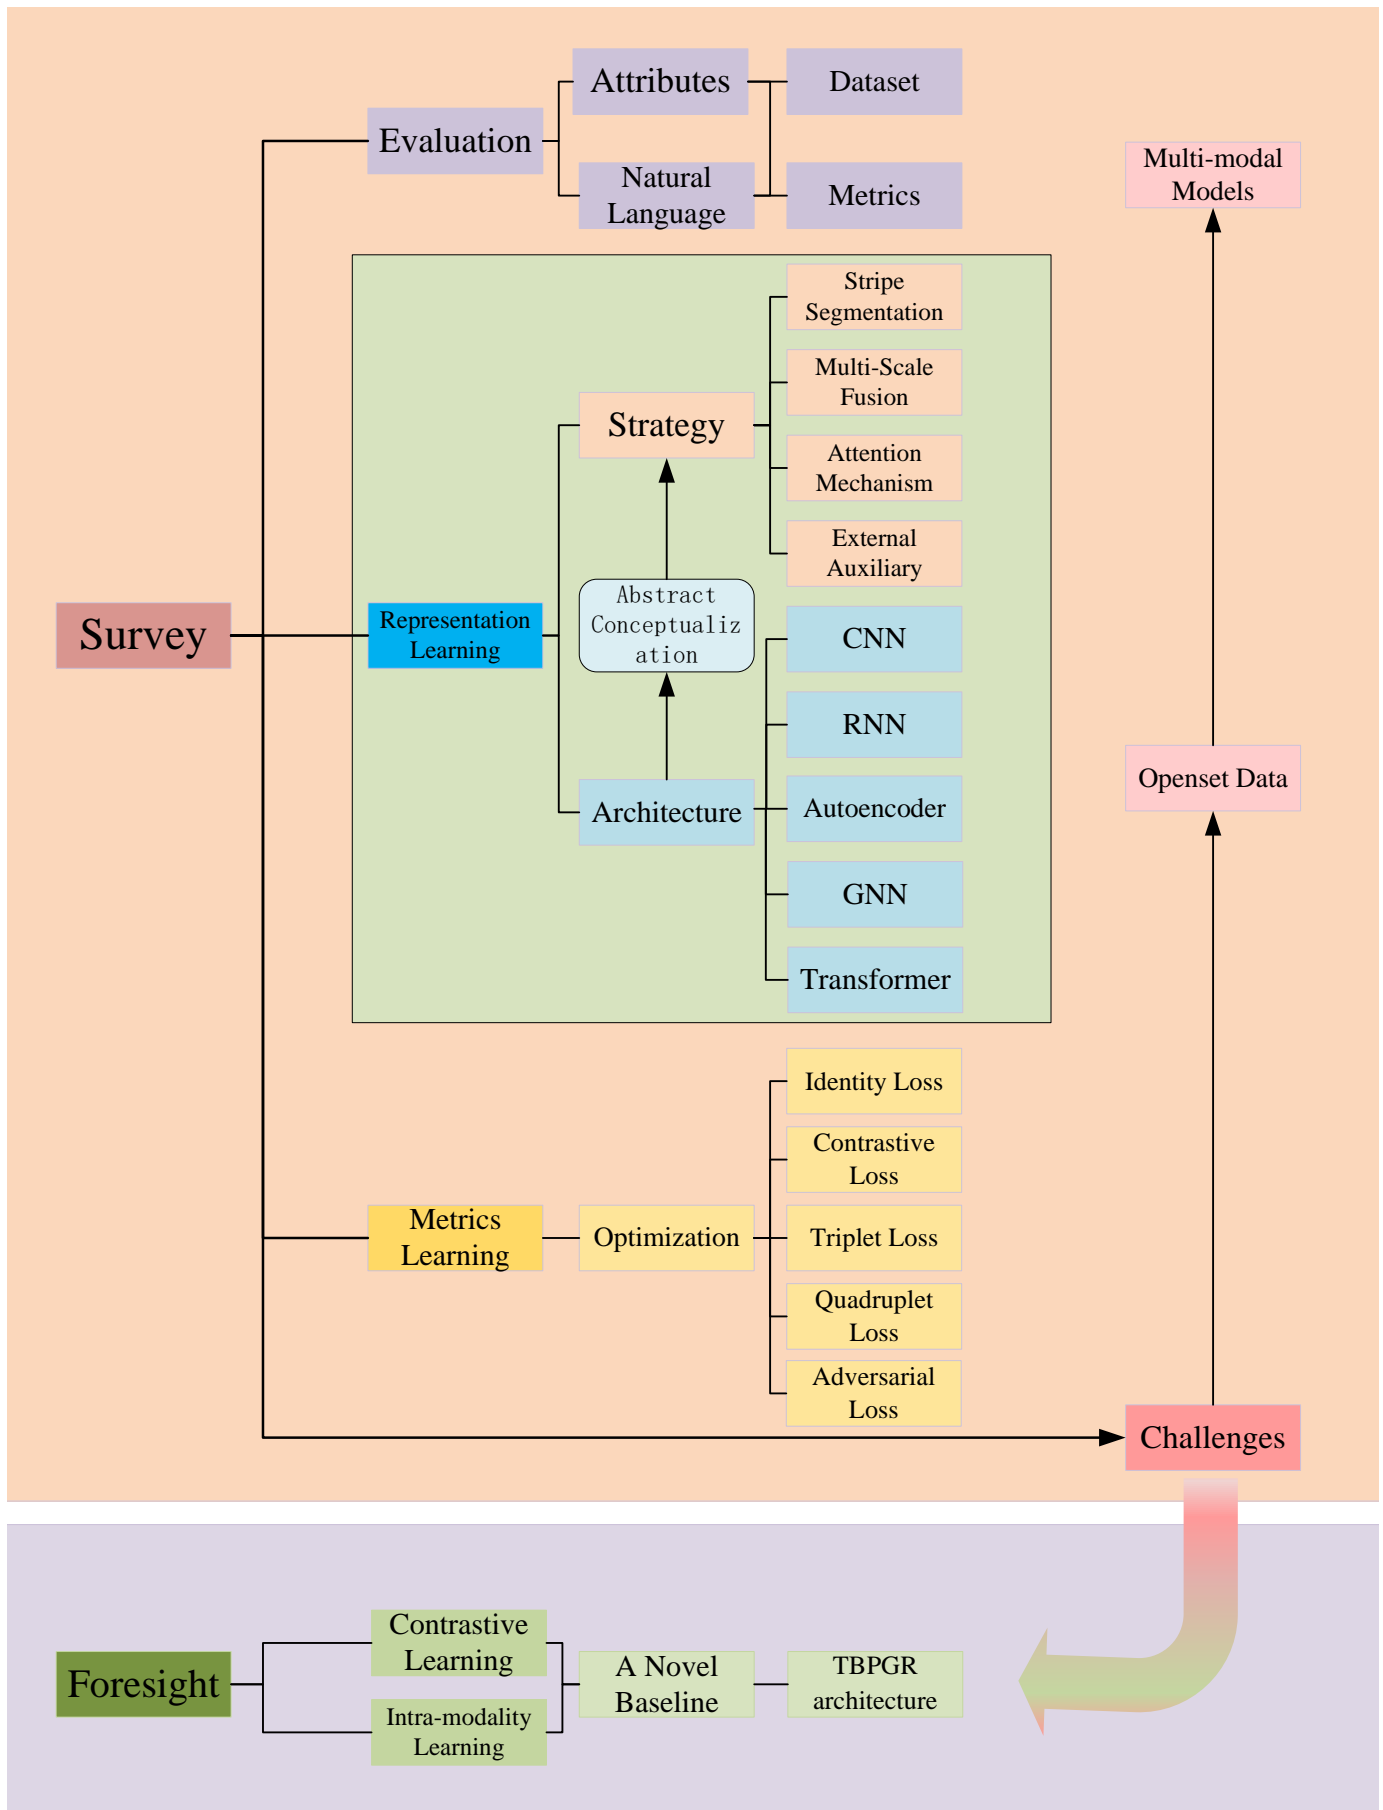 Attributes
Dataset
Evaluation
Natural
Language
Metrics
Multi-modal
Models
Stripe
Segmentation
Multi-Scale
Fusion
Strategy
Attention
Mechanism
External
Auxiliary
Survey
Representation
Learning
Abstract
Conceptualiz
ation
CNN
RNN
Openset Data
Architecture
Autoencoder
GNN
Transformer
Identity Loss
Contrastive
Loss
Metrics
Learning
Optimization
Triplet Loss
Quadruplet
Loss
Adversarial
Loss
Challenges
Foresight
Contrastive
Learning
Intra-modality
Learning
A Novel
Baseline
TBPGR
architecture